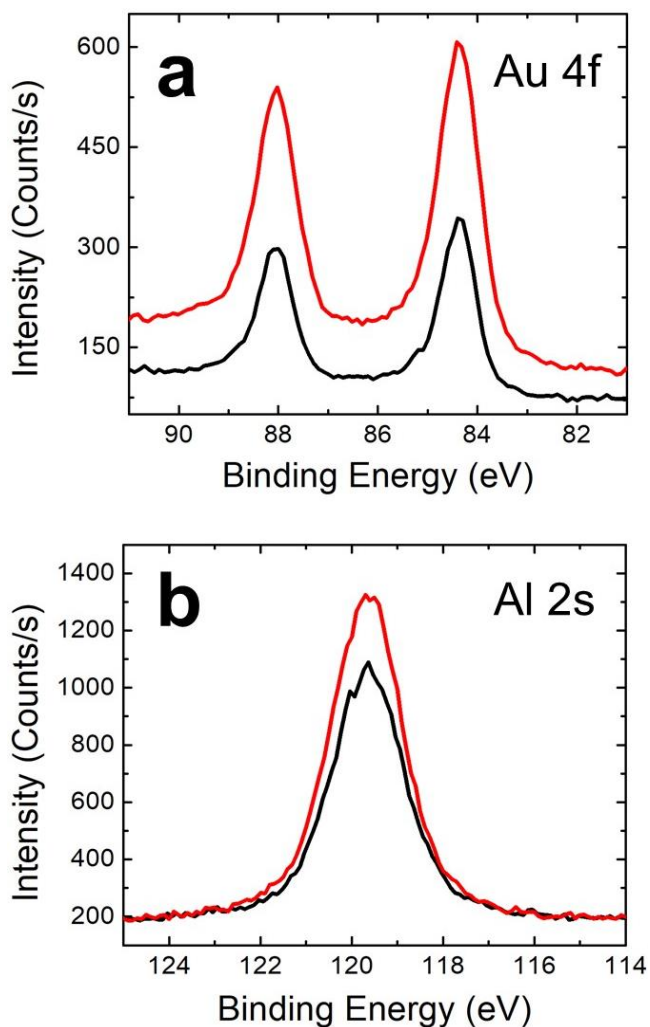 a
Au 4f
600
450
300
150
Intensity (Counts/s)
90
88
86
84
82
Binding Energy (eV)
b
Al 2s
1400
1200
1000
800
600
400
200
Intensity (Counts/s)
124
122
120
118
116
114
Binding Energy (eV)